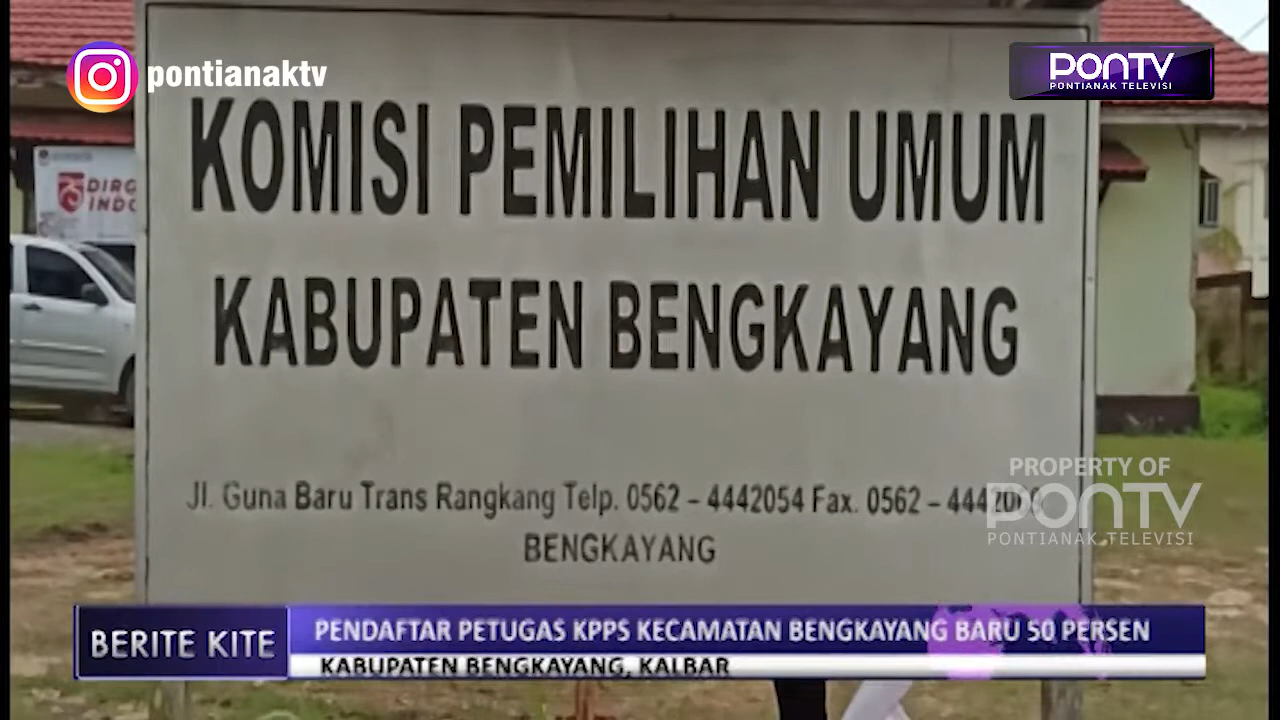 pontianaktv
PONTV
PONTIANAK TELEVISI
KOMISI PEMILIHAN UMUM
KABUPATEN BENGKAYANG
DIRG
INDO
Jl. Guna Baru Trans Rangkang Telp. 0562 – 4442054 Fax. 0562 –
BENGKAYANG
PROPERTY OF
PONTV
PONTIANAK TELEVISI
BERITE KITE
PENDAFTAR PETUGAS KPPS KECAMATAN BENGKAYANG BARU 50 PERSEN
KABUPATEN BENGKAYANG, KALBAR